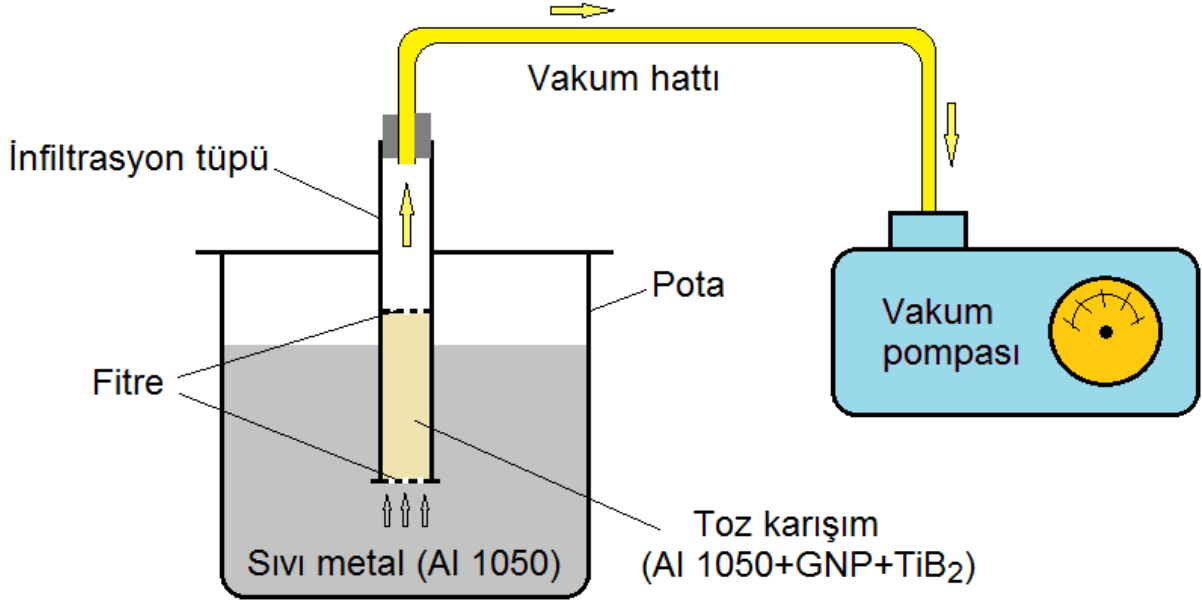 Vakum hattı
İnfiltrasyon tüpü
Pota
Vakum
pompası
Fitre
Toz karışım
(Al 1050+GNP+TiB₂)
Sıvı metal (Al 1050)